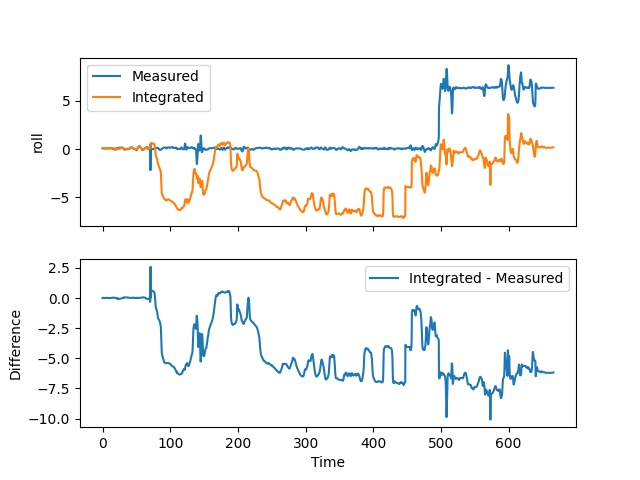 Measured
Integrated
roll
5
0
−5
Integrated - Measured
Difference
2.5
0.0
−2.5
−5.0
−7.5
−10.0
0 100 200 300 400 500 600
Time